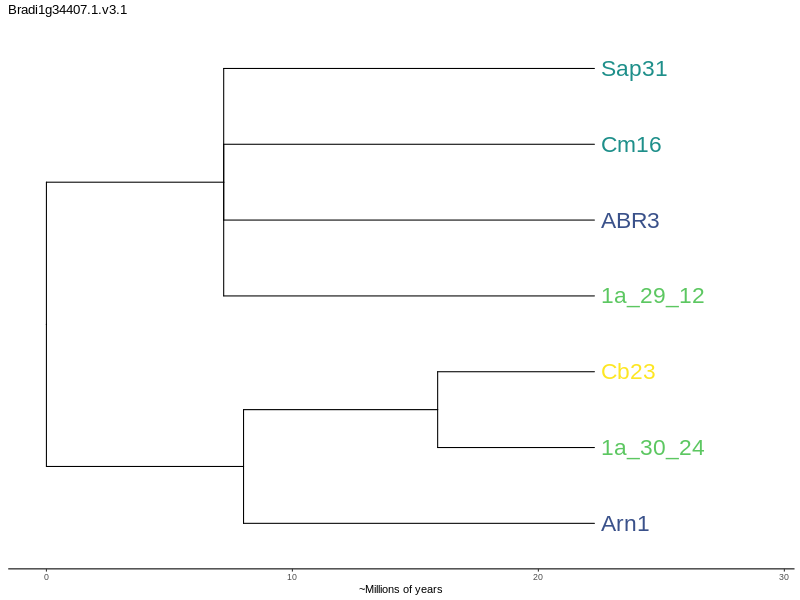 Bradi1g34407.1.v3.1
Sap31
Cm16
ABR3
1a_29_12
Cb23
1a_30_24
Arn1
0 10 20 30
~Millions of years